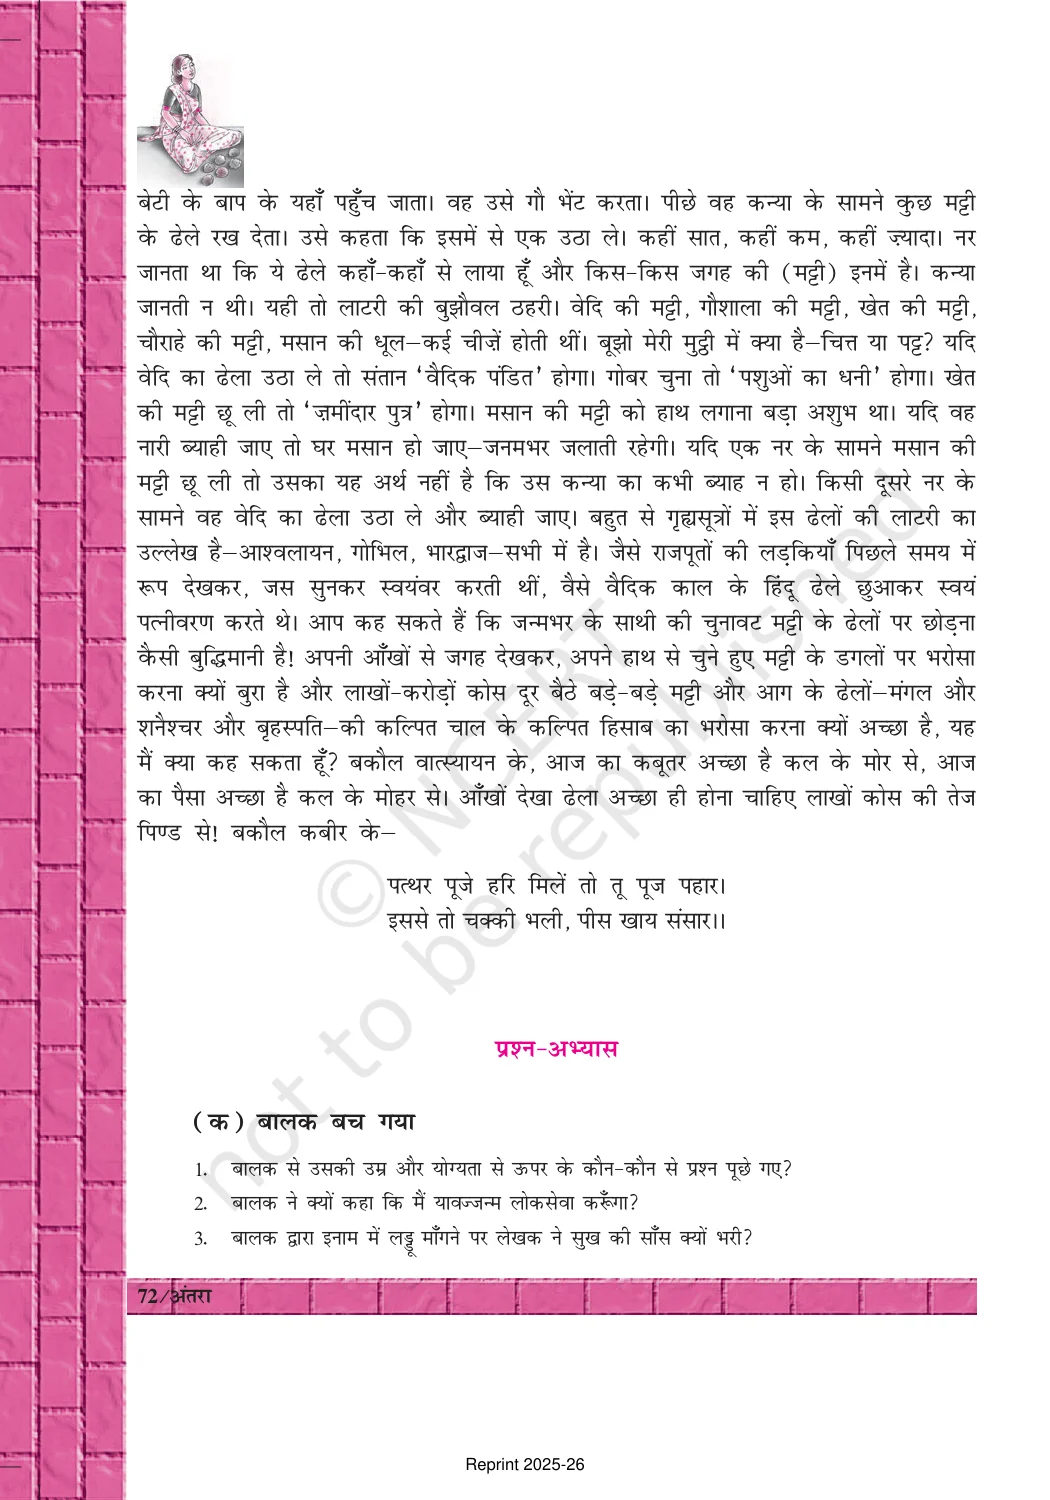 बेटी के बाप के यहाँ पहुँच जाता। वह उसे गौ भेंट करता। पीछे वह कन्या के सामने कुछ मट्टी
के ढेले रख देता। उसे कहता कि इसमें से एक उठा ले। कहीं सात, कहीं कम, कहीं ज़्यादा। नर
जानता था कि ये ढेले कहाँ-कहाँ से लाया हूँ और किस-किस जगह की (मट्टी) इनमें है। कन्या
जानती न थी। यही तो लाटरी की बुझौवल ठहरी। वेदि की मट्टी, गौशाला की मट्टी, खेत की मट्टी,
चौराहे की मट्टी, मसान की धूल–कई चीज़ें होती थीं। बूझो मेरी मुट्ठी में क्या है–चित्त या पट्ट? यदि
वेदि का ढेला उठा ले तो संतान ‘वैदिक पंडित’ होगा। गोबर चुना तो ‘पशुओं का धनी’ होगा। खेत
की मट्टी छू ली तो ‘ज़मींदार पुत्र’ होगा। मसान की मट्टी को हाथ लगाना बड़ा अशुभ था। यदि वह
नारी ब्याही जाए तो घर मसान हो जाए–जनमभर जलाती रहेगी। यदि एक नर के सामने मसान की
मट्टी छू ली तो उसका यह अर्थ नहीं है कि उस कन्या का कभी ब्याह न हो। किसी दूसरे नर के
सामने वह वेदि का ढेला उठा ले और ब्याही जाए। बहुत से गृह्यसूत्रों में इस ढेलों की लाटरी का
उल्लेख है–आश्वलायन, गोभिल, भारद्वाज–सभी में है। जैसे राजपूतों की लड़कियाँ पिछले समय में
रूप देखकर, जस सुनकर स्वयंवर करती थीं, वैसे वैदिक काल के हिंदू ढेले छुआकर स्वयं
पत्नीवरण करते थे। आप कह सकते हैं कि जन्मभर के साथी की चुनावट मट्टी के ढेलों पर छोड़ना
कैसी बुद्धिमानी है! अपनी आँखों से जगह देखकर, अपने हाथ से चुने हुए मट्टी के डगलों पर भरोसा
करना क्यों बुरा है और लाखों-करोड़ों कोस दूर बैठे बड़े-बड़े मट्टी और आग के ढेलों–मंगल और
शनैश्चर और बृहस्पति–की कल्पित चाल के कल्पित हिसाब का भरोसा करना क्यों अच्छा है, यह
मैं क्या कह सकता हूँ? बकौल वात्स्यायन के, आज का कबूतर अच्छा है कल के मोर से, आज
का पैसा अच्छा है कल के मोहर से। आँखों देखा ढेला अच्छा ही होना चाहिए लाखों कोस की तेज
पिण्ड से! बकौल कबीर के–
पत्थर पूजे हरि मिलें तो तू पूज पहार।
इससे तो चक्की भली, पीस खाय संसार।।
© NCERT
not to be republished
प्रश्न-अभ्यास
(क) बालक बच गया
1. बालक से उसकी उम्र और योग्यता से ऊपर के कौन-कौन से प्रश्न पूछे गए?
2. बालक ने क्यों कहा कि मैं यावज्जन्म लोकसेवा करूँगा?
3. बालक द्वारा इनाम में लड्डू माँगने पर लेखक ने सुख की साँस क्यों भरी?
72/अंतरा
Reprint 2025-26